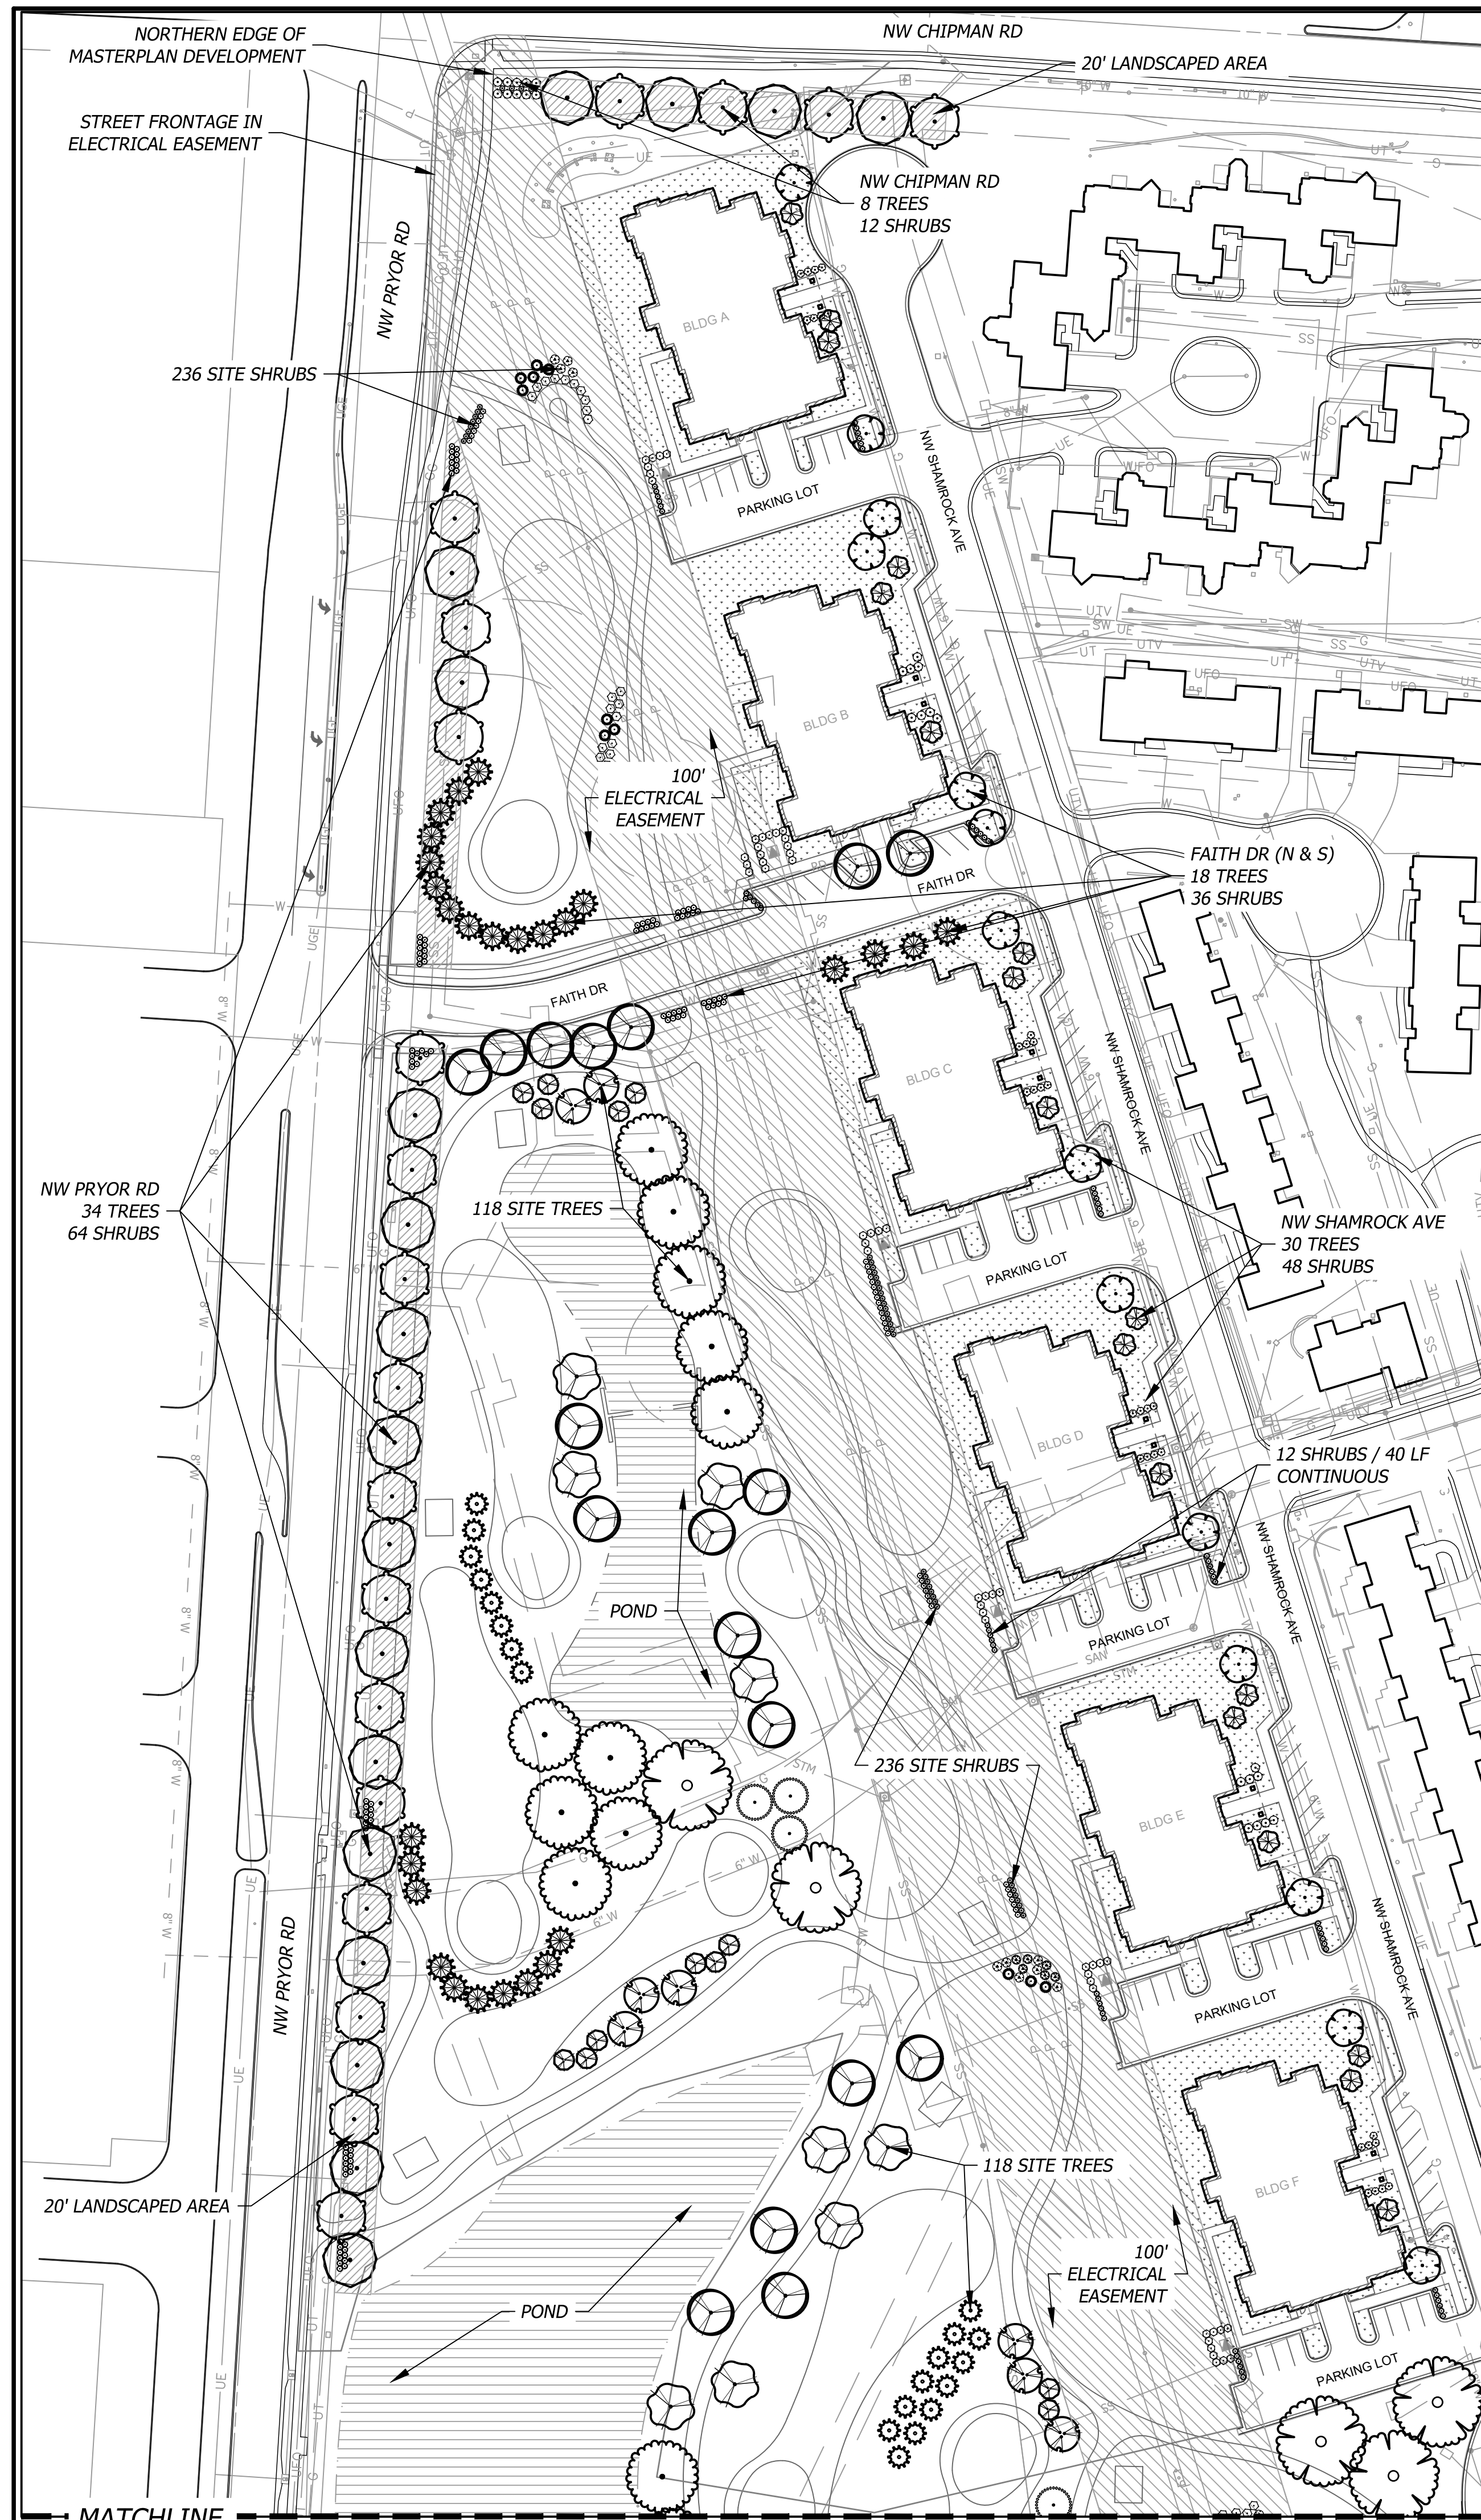 NW CHIPMAN RD
NORTHERN EDGE OF
MASTERPLAN DEVELOPMENT
20' LANDSCAPED AREA
STREET FRONTAGE IN
ELECTRICAL EASEMENT
NW CHIPMAN RD
8 TREES
12 SHRUBS
NW PRYOR RD
BLDG A
236 SITE SHRUBS
NW SHAMROCK AVE
PARKING LOT
BLDG B
100'
ELECTRICAL
EASEMENT
FAITH DR (N & S)
18 TREES
36 SHRUBS
FAITH DR
FAITH DR
BLDG C
NW SHAMROCK AVE
NW PRYOR RD
34 TREES
64 SHRUBS
118 SITE TREES
NW SHAMROCK AVE
30 TREES
48 SHRUBS
PARKING LOT
BLDG D
12 SHRUBS / 40 LF
CONTINUOUS
NW SHAMROCK AVE
POND
PARKING LOT
SAN
STM
236 SITE SHRUBS
STM
BLDG E
6" W
6" W
NW PRYOR RD
NW SHAMROCK AVE
PARKING LOT
118 SITE TREES
BLDG F
20' LANDSCAPED AREA
100'
ELECTRICAL
EASEMENT
POND
PARKING LOT
MATCHLINE